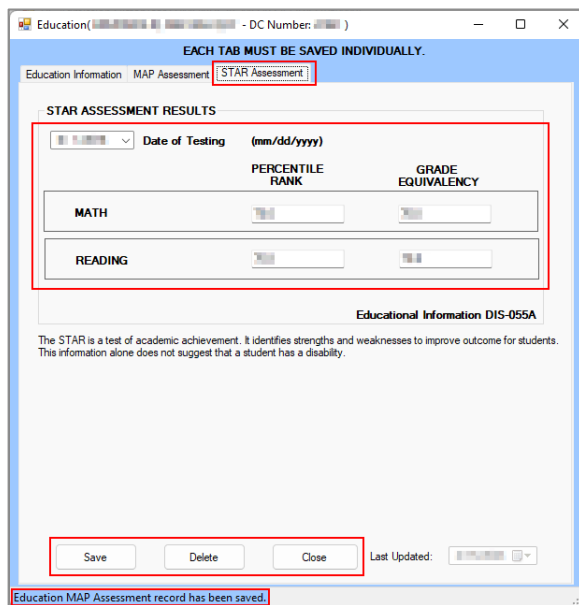 Education( - DC Number: )
EACH TAB MUST BE SAVED INDIVIDUALLY.
Education Information MAP Assessment STAR Assessment
STAR ASSESSMENT RESULTS
Date of Testing (mm/dd/yyyy)
PERCENTILE RANK GRADE EQUIVALENCY
MATH
READING
Educational Information DIS-055A
The STAR is a test of academic achievement. It identifies strengths and weaknesses to improve outcome for students.
This information alone does not suggest that a student has a disability.
Save Delete Close Last Updated:
Education MAP Assessment record has been saved.